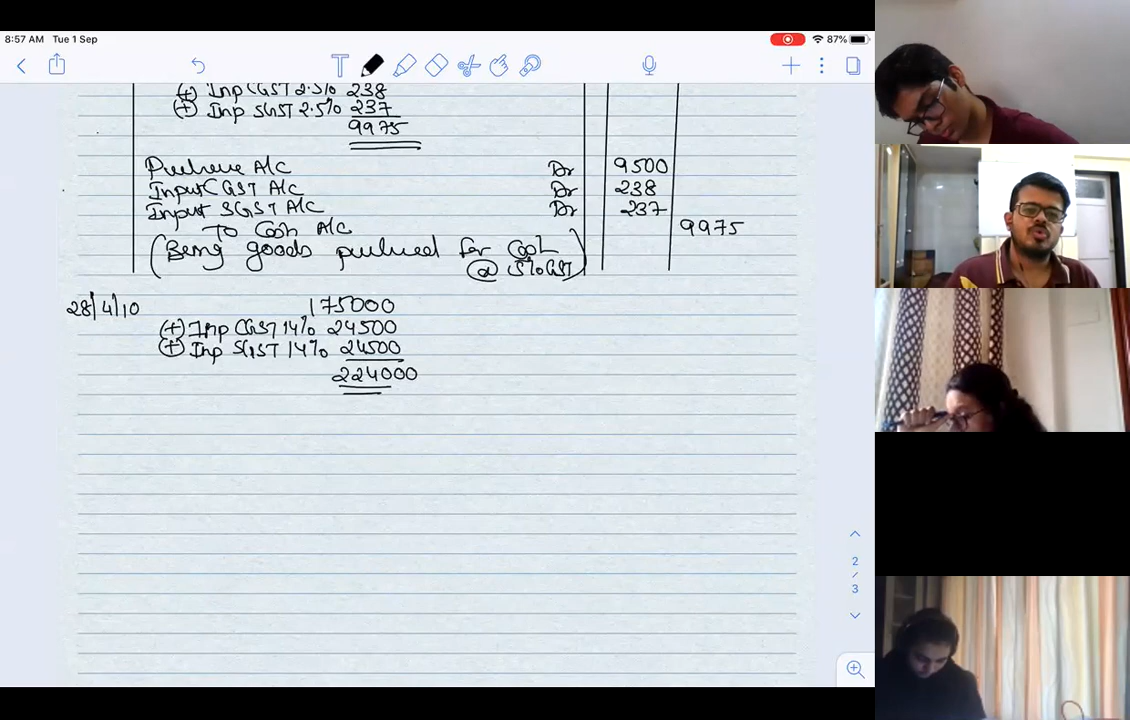 8:57 AM Tue 1 Sep
87%
(+) Inp CGST 2.5% 238
(+) Inp SGST 2.5% 237
9975
A/C Dr 9500
Input CGST A/C Dr 238
Input SGST A/C Dr 237
To Cash A/C 9975
(Being goods for Cash
@ 5% GST)
28/4/10 175000
(+) Inp CGST 14% 24500
(+) Inp SGST 14% 24500
224000
2
/
3